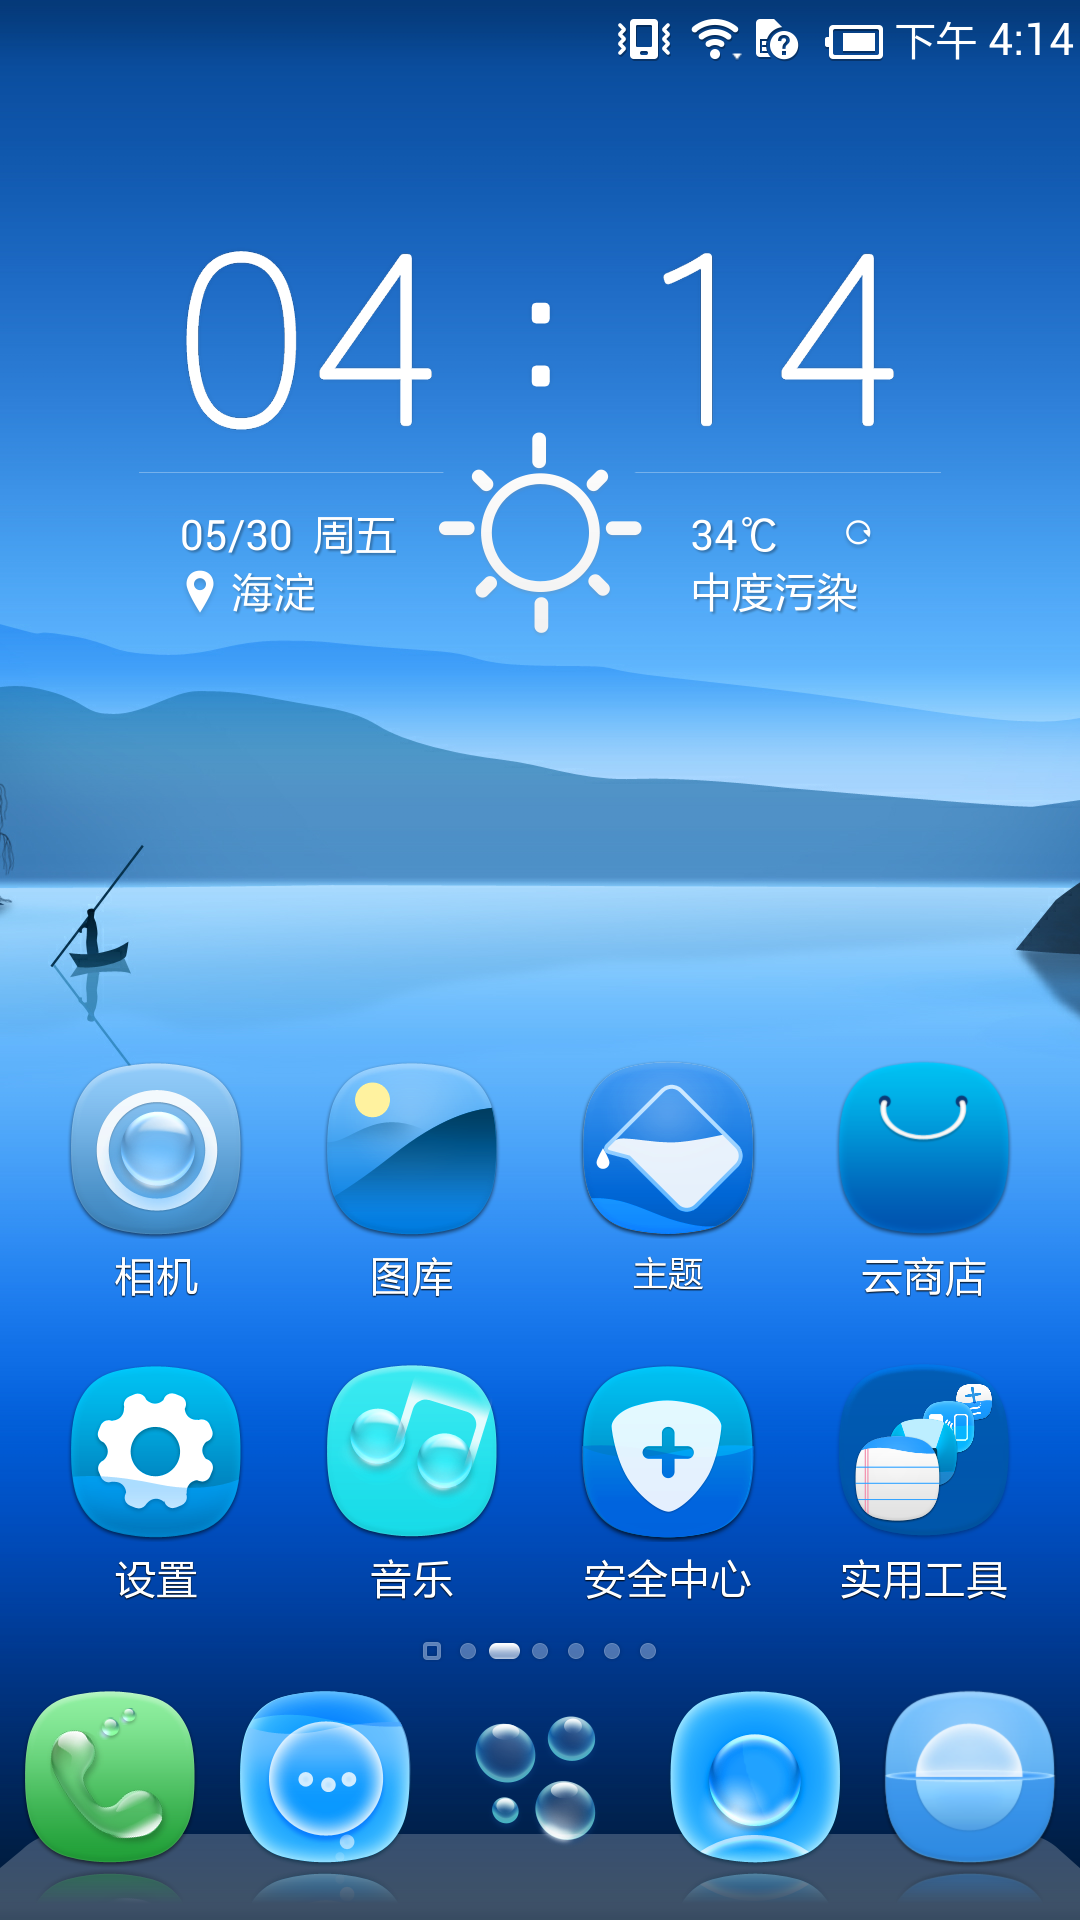 下午 4:14
04:14
05/30 周五
34℃
海淀
中度污染
相机
图库
主题
云商店
设置
音乐
安全中心
实用工具